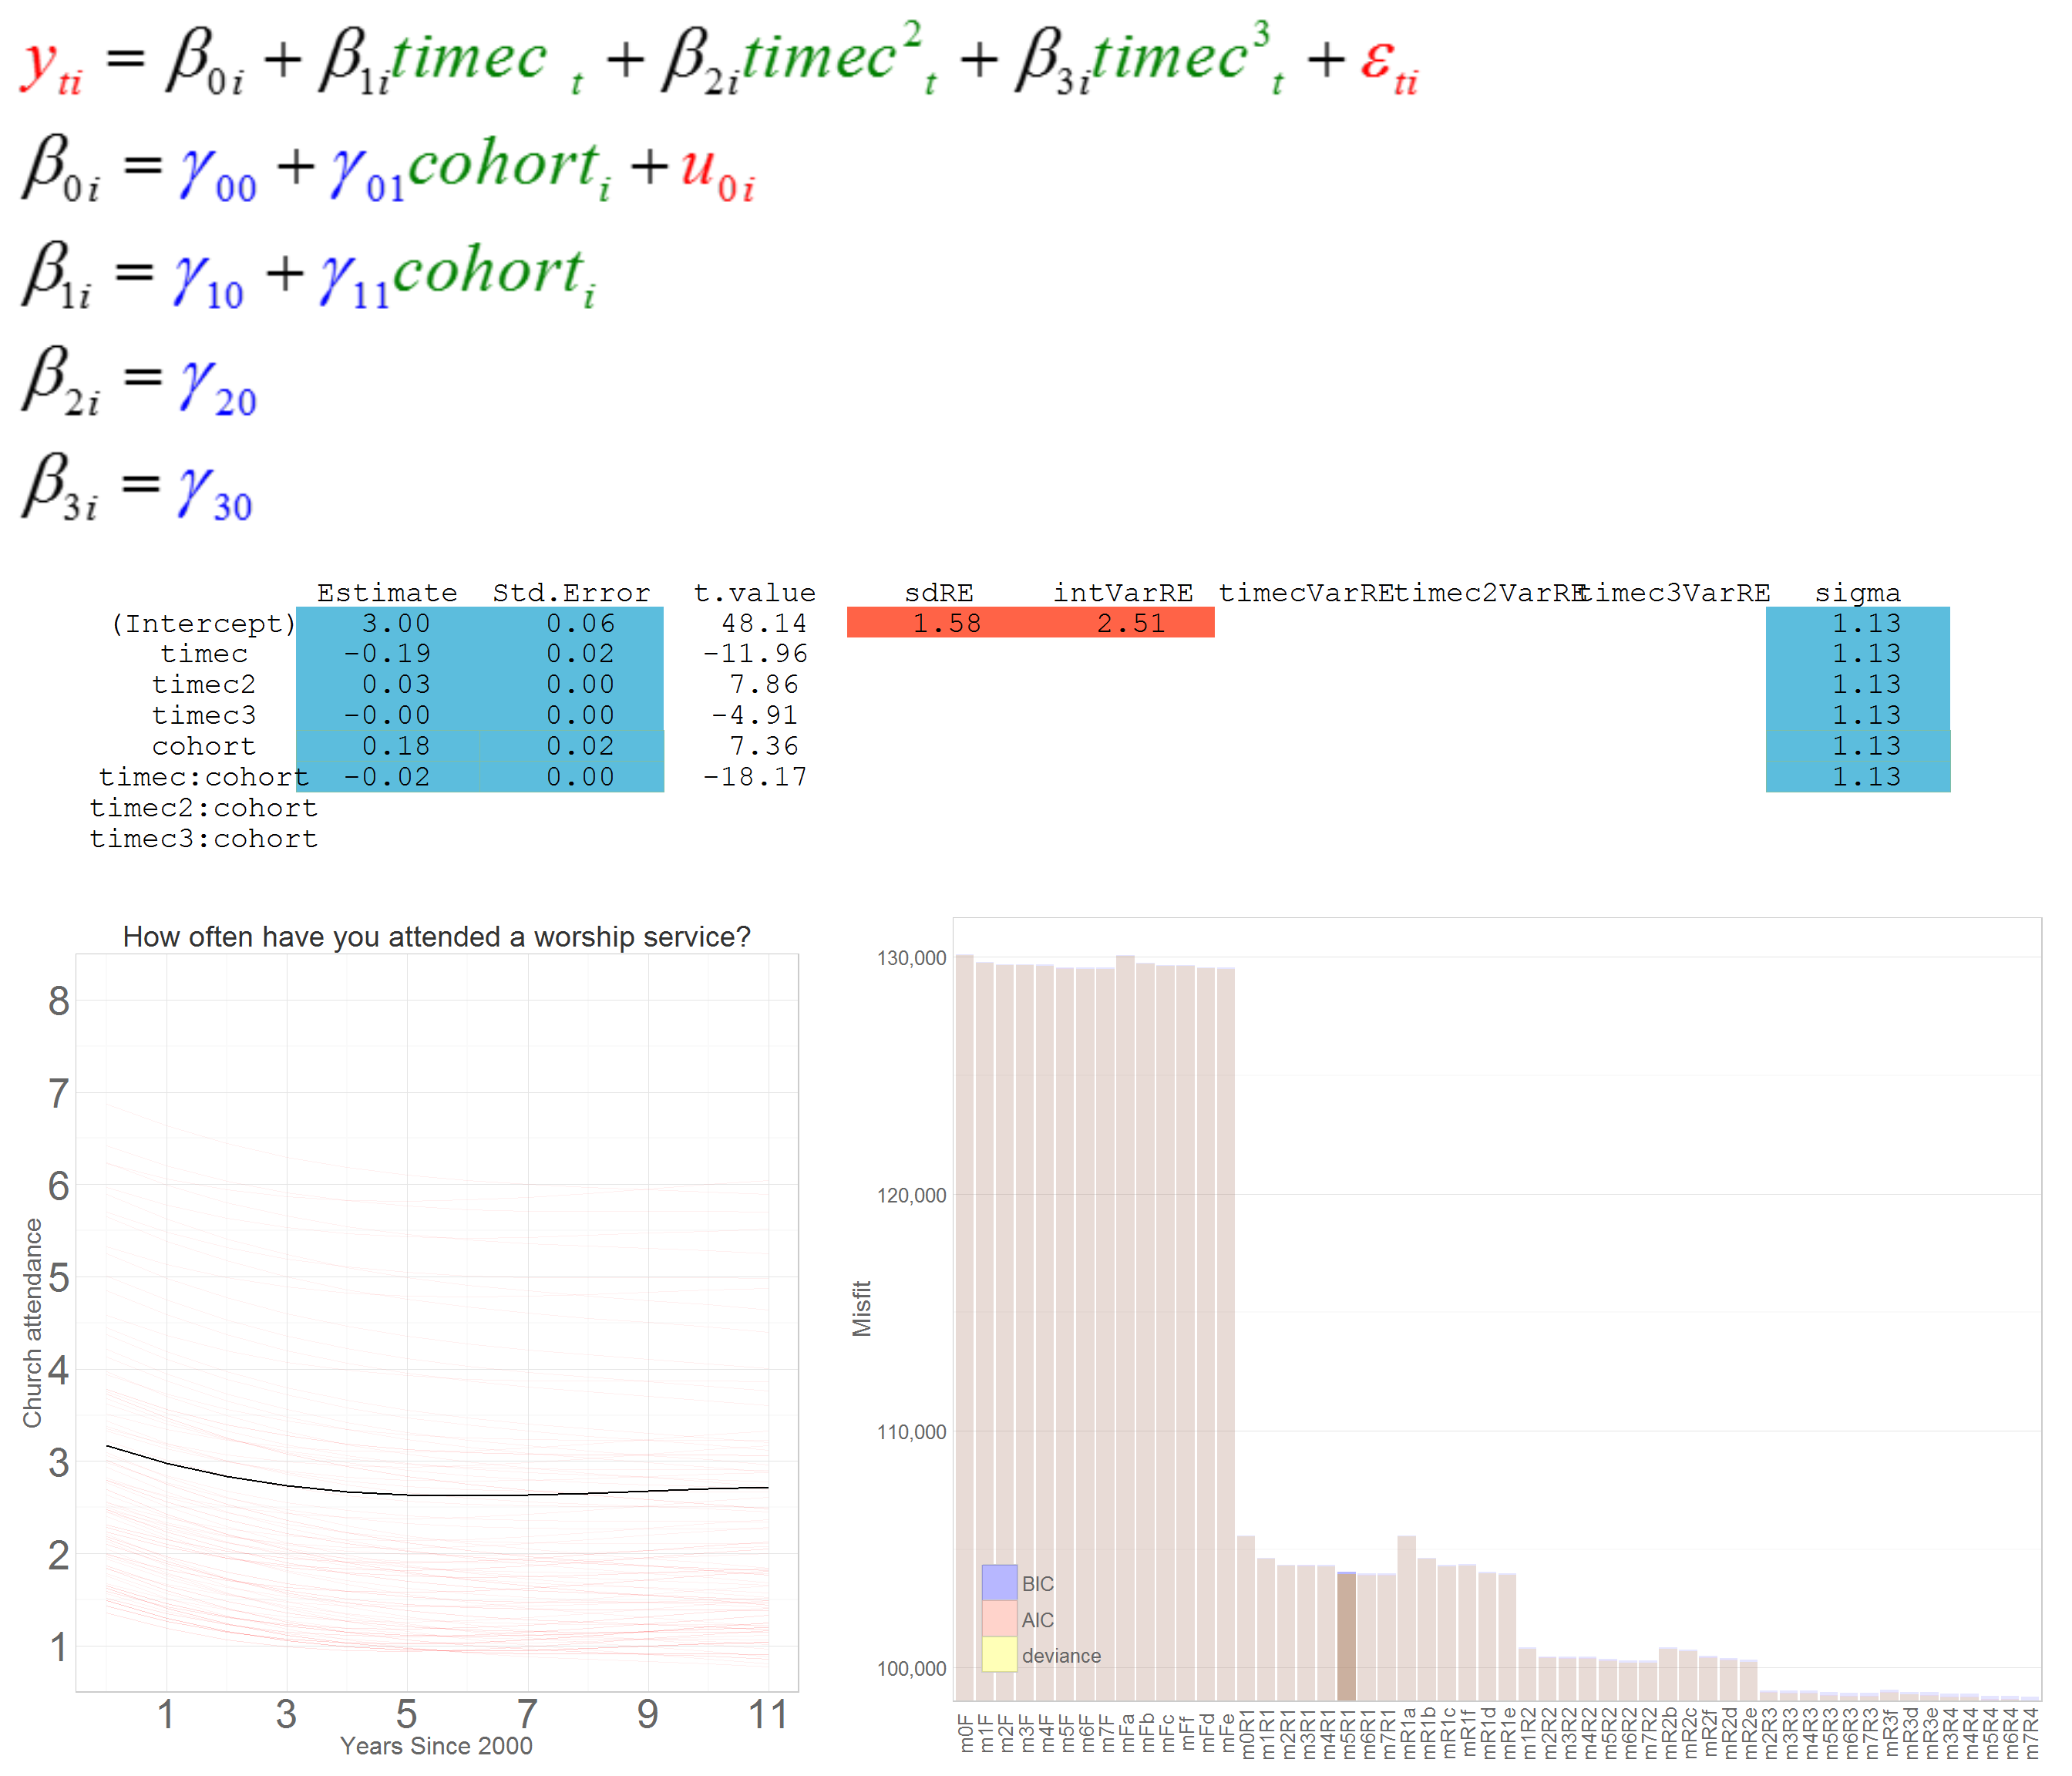 y_ti = β_0i + β_1i timec_t + β_2i timec²_t + β_3i timec³_t + ε_ti
β_0i = γ_00 + γ_01 cohort_i + u_0i
β_1i = γ_10 + γ_11 cohort_i
β_2i = γ_20
β_3i = γ_30
Estimate Std.Error t.value sdRE intVarRE timecVarRE timec2VarRE timec3VarRE sigma
(Intercept) 3.00 0.06 48.14 1.58 2.51 1.13
timec -0.19 0.02 -11.96 1.13
timec2 0.03 0.00 7.86 1.13
timec3 -0.00 0.00 -4.91 1.13
cohort 0.18 0.02 7.36 1.13
timec:cohort -0.02 0.00 -18.17 1.13
timec2:cohort
timec3:cohort
How often have you attended a worship service?
8
7
6
5
4
3
2
1
Church attendance
1 3 5 7 9 11
Years Since 2000
130,000
120,000
110,000
100,000
Misfit
BIC
AIC
deviance
m0F m1F m2F m3F m4F m5F m6F m7F mFa mFb mFc mFf mFd mFe m0R1 m1R1 m2R1 m3R1 m4R1 m5R1 m6R1 m7R1 mR1a mR1b mR1c mR1f mR1d mR1e m1R2 m2R2 m3R2 m4R2 m5R2 m6R2 m7R2 mR2b mR2c mR2f mR2d mR2e m2R3 m3R3 m4R3 m5R3 m6R3 m7R3 mR3f mR3d mR3e m3R4 m4R4 m5R4 m6R4 m7R4